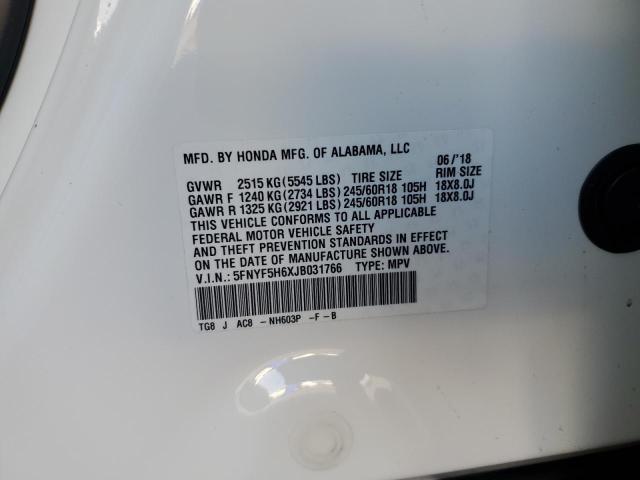 MFD. BY HONDA MFG. OF ALABAMA, LLC 06/'18
GVWR 2515 KG (5545 LBS) TIRE SIZE RIM SIZE
GAWR F 1240 KG (2734 LBS) 245/60R18 105H 18X8.0J
GAWR R 1325 KG (2921 LBS) 245/60R18 105H 18X8.0J
THIS VEHICLE CONFORMS TO ALL APPLICABLE
FEDERAL MOTOR VEHICLE SAFETY
AND THEFT PREVENTION STANDARDS IN EFFECT
ON THE DATE OF MANUFACTURE SHOWN ABOVE.
V.I.N.: 5FNYF5H6XJB031766 TYPE: MPV
TG8 J AC8 - NH603P -F -B